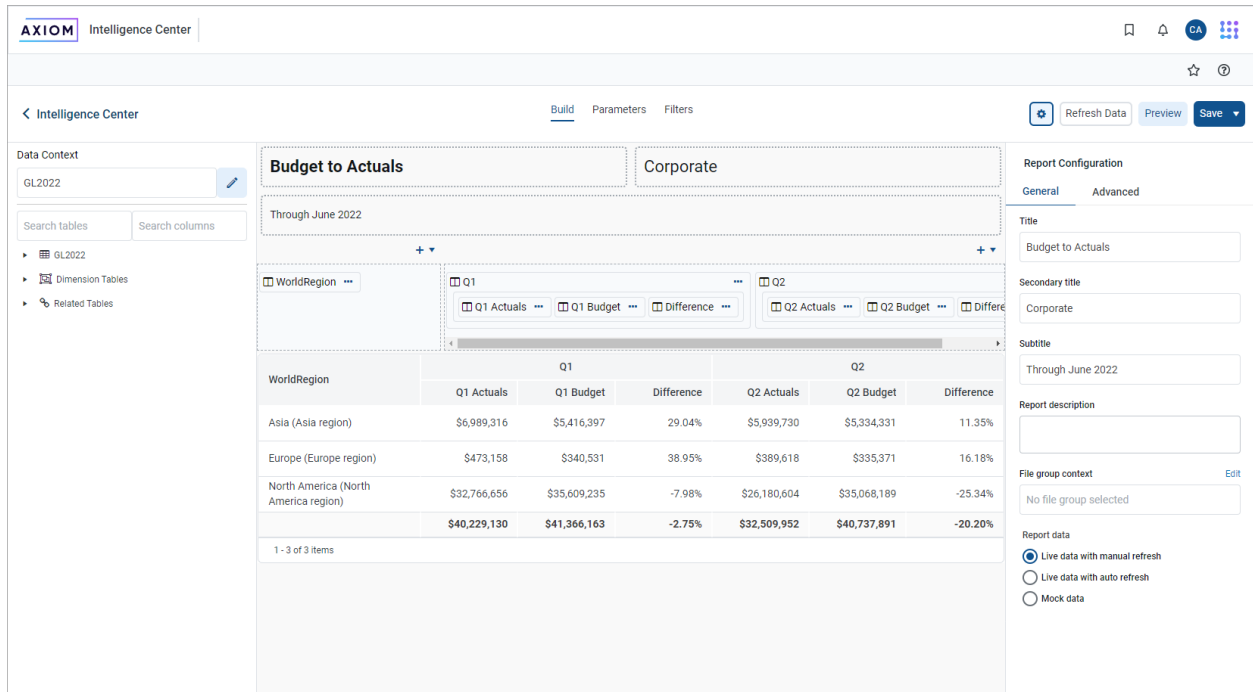 AXIOM Intelligence Center
CA
Intelligence Center
Build Parameters Filters
Refresh Data Preview Save
Data Context
GL2022
Search tables Search columns
GL2022
Dimension Tables
Related Tables
Budget to Actuals Corporate
Through June 2022
WorldRegion ••• Q1 ••• Q2
Q1 Actuals ••• Q1 Budget ••• Difference ••• Q2 Actuals ••• Q2 Budget ••• Differe
WorldRegion Q1 Q2
Q1 Actuals Q1 Budget Difference Q2 Actuals Q2 Budget Difference
Asia (Asia region) $6,989,316 $5,416,397 29.04% $5,939,730 $5,334,331 11.35%
Europe (Europe region) $473,158 $340,531 38.95% $389,618 $335,371 16.18%
North America (North
America region) $32,766,656 $35,609,235 -7.98% $26,180,604 $35,068,189 -25.34%
$40,229,130 $41,366,163 -2.75% $32,509,952 $40,737,891 -20.20%
1 - 3 of 3 items
Report Configuration
General Advanced
Title
Budget to Actuals
Secondary title
Corporate
Subtitle
Through June 2022
Report description
File group context Edit
No file group selected
Report data
Live data with manual refresh
Live data with auto refresh
Mock data